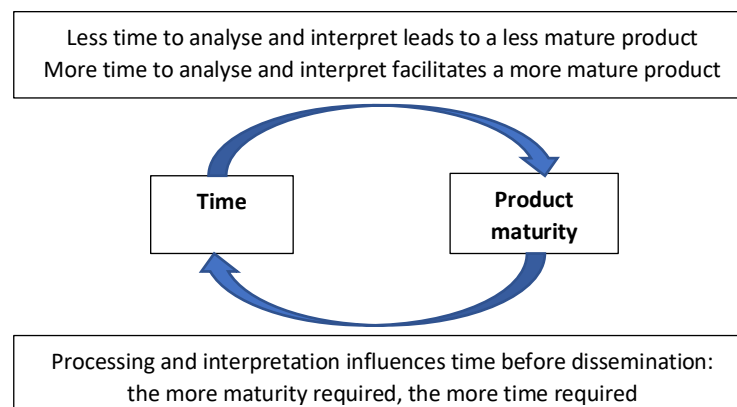 Less time to analyse and interpret leads to a less mature product
More time to analyse and interpret facilitates a more mature product
Time
Product
maturity
Processing and interpretation influences time before dissemination:
the more maturity required, the more time required